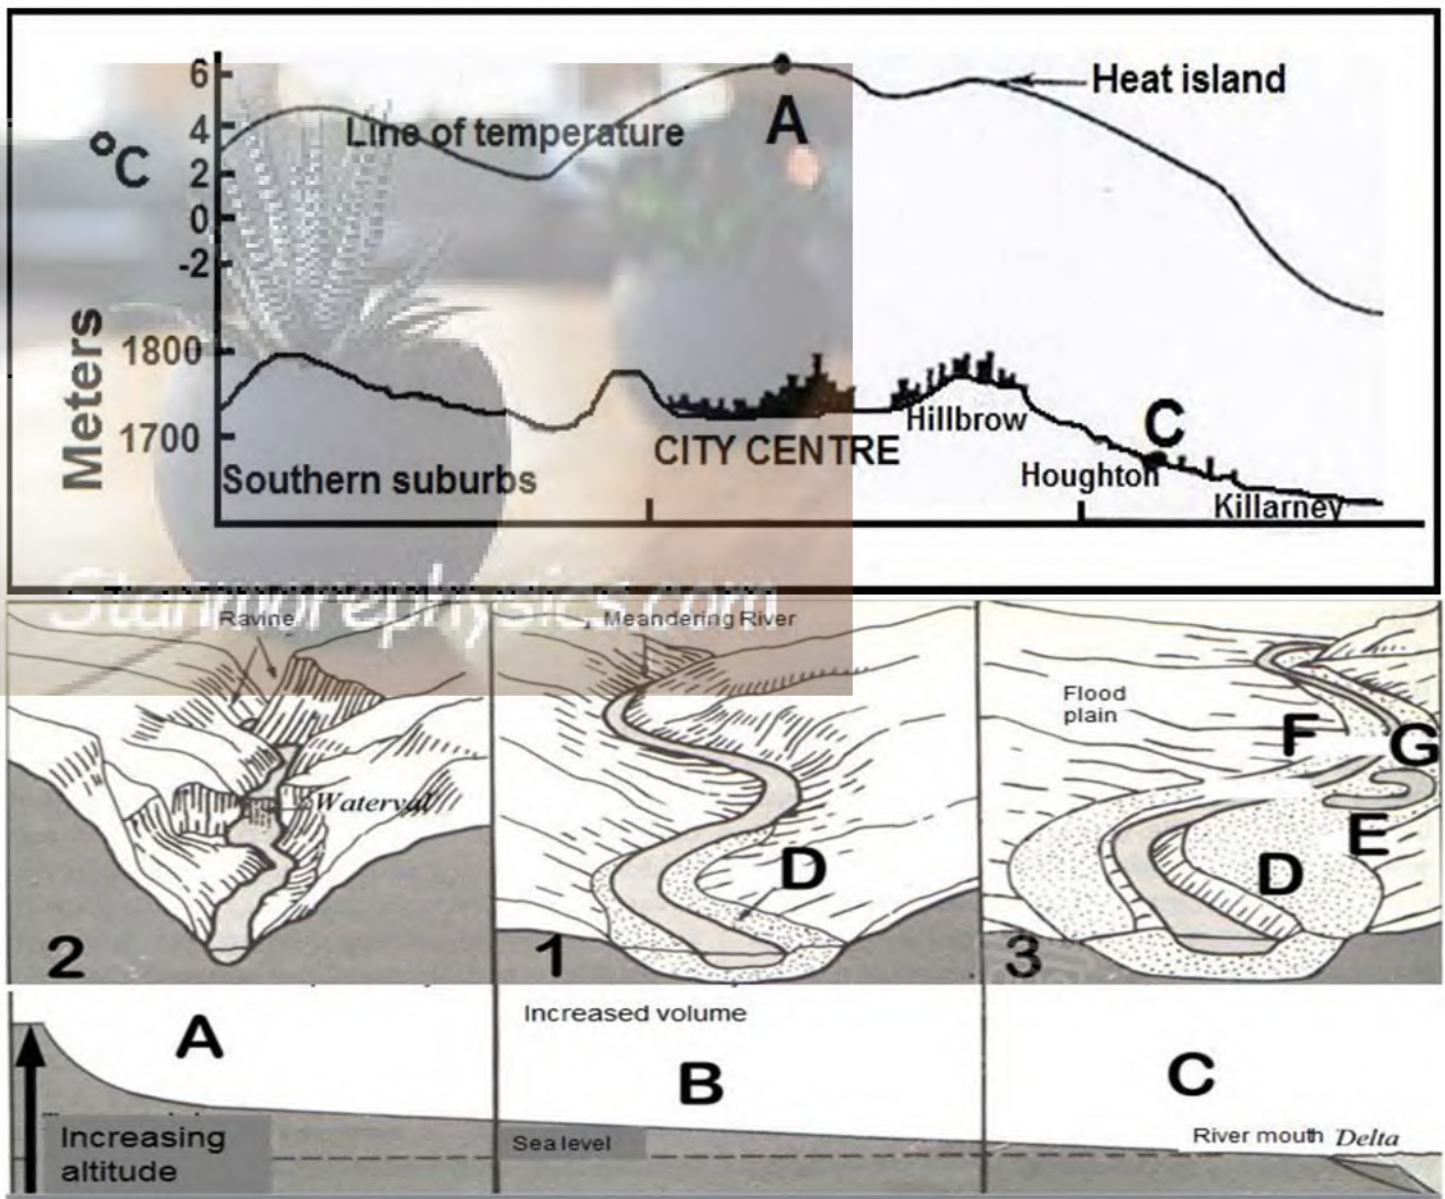 6
Heat island
A
4
Line of temperature
°C
2
0
-2
Meters
1800
C
Hillbrow
1700
CITY CENTRE
Houghton
Southern suburbs
Killarney
Stanmorephysics.com
Ravine
Meandering River
Flood
plain
F
G
Waterval
E
D
D
2
1
3
Increased volume
A
B
C
River mouth Delta
Increasing
altitude
Sea level